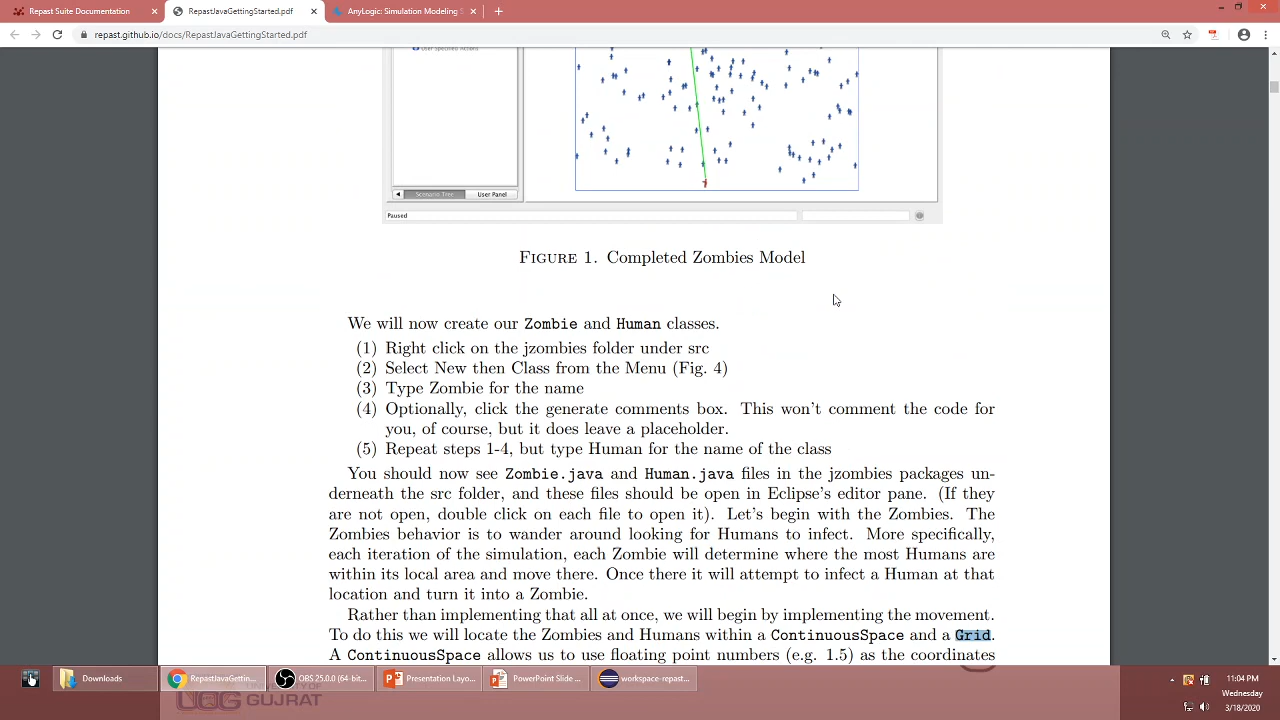 Repast Suite Documentation
RepastJavaGettingStarted.pdf
AnyLogic: Simulation Modeling S
repast.github.io/docs/RepastJavaGettingStarted.pdf
User Specified Actions
Scenario Tree
User Panel
Paused
FIGURE 1. Completed Zombies Model
We will now create our Zombie and Human classes.
(1) Right click on the jzombies folder under src
(2) Select New then Class from the Menu (Fig. 4)
(3) Type Zombie for the name
(4) Optionally, click the generate comments box. This won't comment the code for
you, of course, but it does leave a placeholder.
(5) Repeat steps 1-4, but type Human for the name of the class
You should now see Zombie.java and Human.java files in the jzombies packages un-
derneath the src folder, and these files should be open in Eclipse's editor pane. (If they
are not open, double click on each file to open it). Let's begin with the Zombies. The
Zombies behavior is to wander around looking for Humans to infect. More specifically,
each iteration of the simulation, each Zombie will determine where the most Humans are
within its local area and move there. Once there it will attempt to infect a Human at that
location and turn it into a Zombie.
Rather than implementing that all at once, we will begin by implementing the movement.
To do this we will locate the Zombies and Humans within a ContinuousSpace and a Grid.
A ContinuousSpace allows us to use floating point numbers (e.g. 1.5) as the coordinates
Downloads
RepastJavaGettin...
OBS 25.0.0 (64-bit...
Presentation Layo...
PowerPoint Slide ...
workspace-repast...
11:04 PM
Wednesday
3/18/2020
GUJRAT